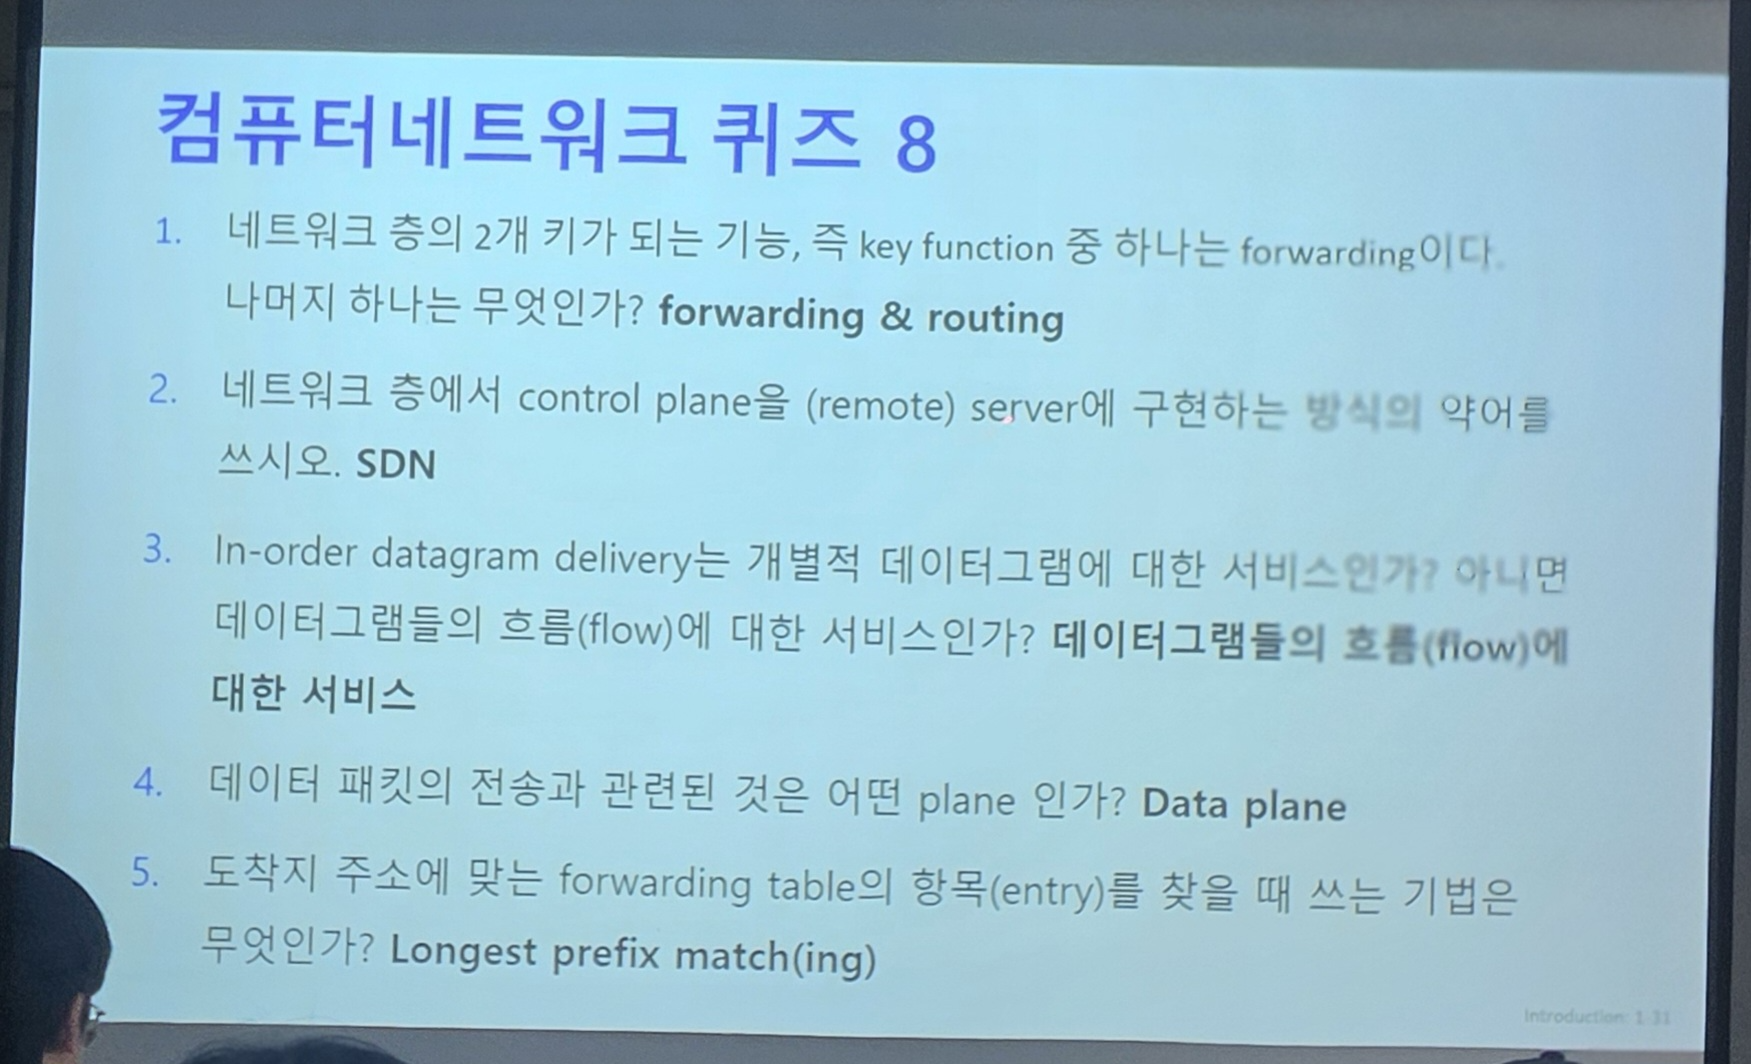 컴퓨터네트워크 퀴즈 8
1. 네트워크 층의 2개 키가 되는 기능, 즉 key function 중 하나는 forwarding이다.
나머지 하나는 무엇인가? forwarding & routing
2. 네트워크 층에서 control plane을 (remote) server에 구현하는 방식의 약어를
쓰시오. SDN
3. In-order datagram delivery는 개별적 데이터그램에 대한 서비스인가? 아니면
데이터그램들의 흐름(flow)에 대한 서비스인가? 데이터그램들의 흐름(flow)에
대한 서비스
4. 데이터 패킷의 전송과 관련된 것은 어떤 plane 인가? Data plane
5. 도착지 주소에 맞는 forwarding table의 항목(entry)를 찾을 때 쓰는 기법은
무엇인가? Longest prefix match(ing)
Introduction: 1-31